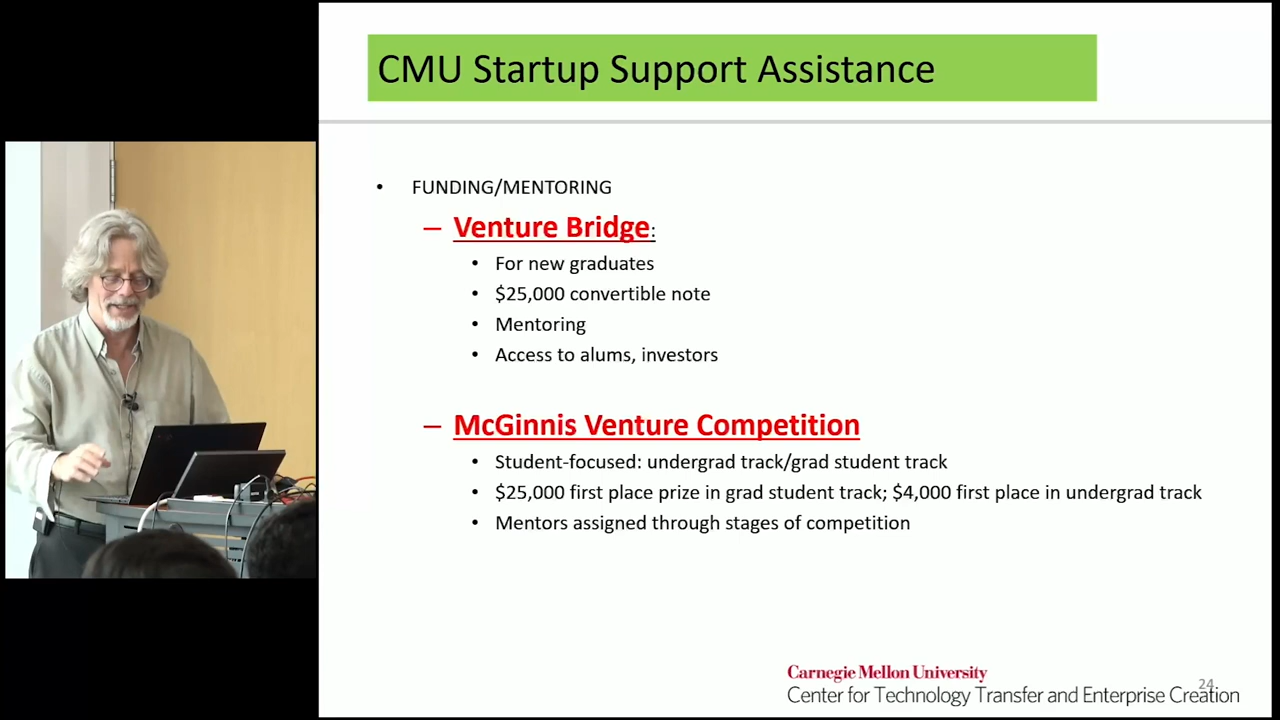 CMU Startup Support Assistance
• FUNDING/MENTORING
– Venture Bridge:
• For new graduates
• $25,000 convertible note
• Mentoring
• Access to alums, investors
– McGinnis Venture Competition
• Student-focused: undergrad track/grad student track
• $25,000 first place prize in grad student track; $4,000 first place in undergrad track
• Mentors assigned through stages of competition
Carnegie Mellon University
24
Center for Technology Transfer and Enterprise Creation